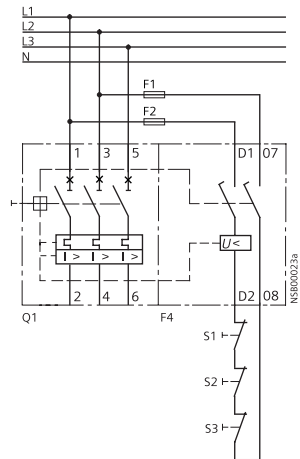 L1
L2
L3
N
F1
F2
1 3 5 D1 07
U<
I > I > I >
2 4 6 D2 08
Q1 F4
NSB00023a
S1
S2
S3